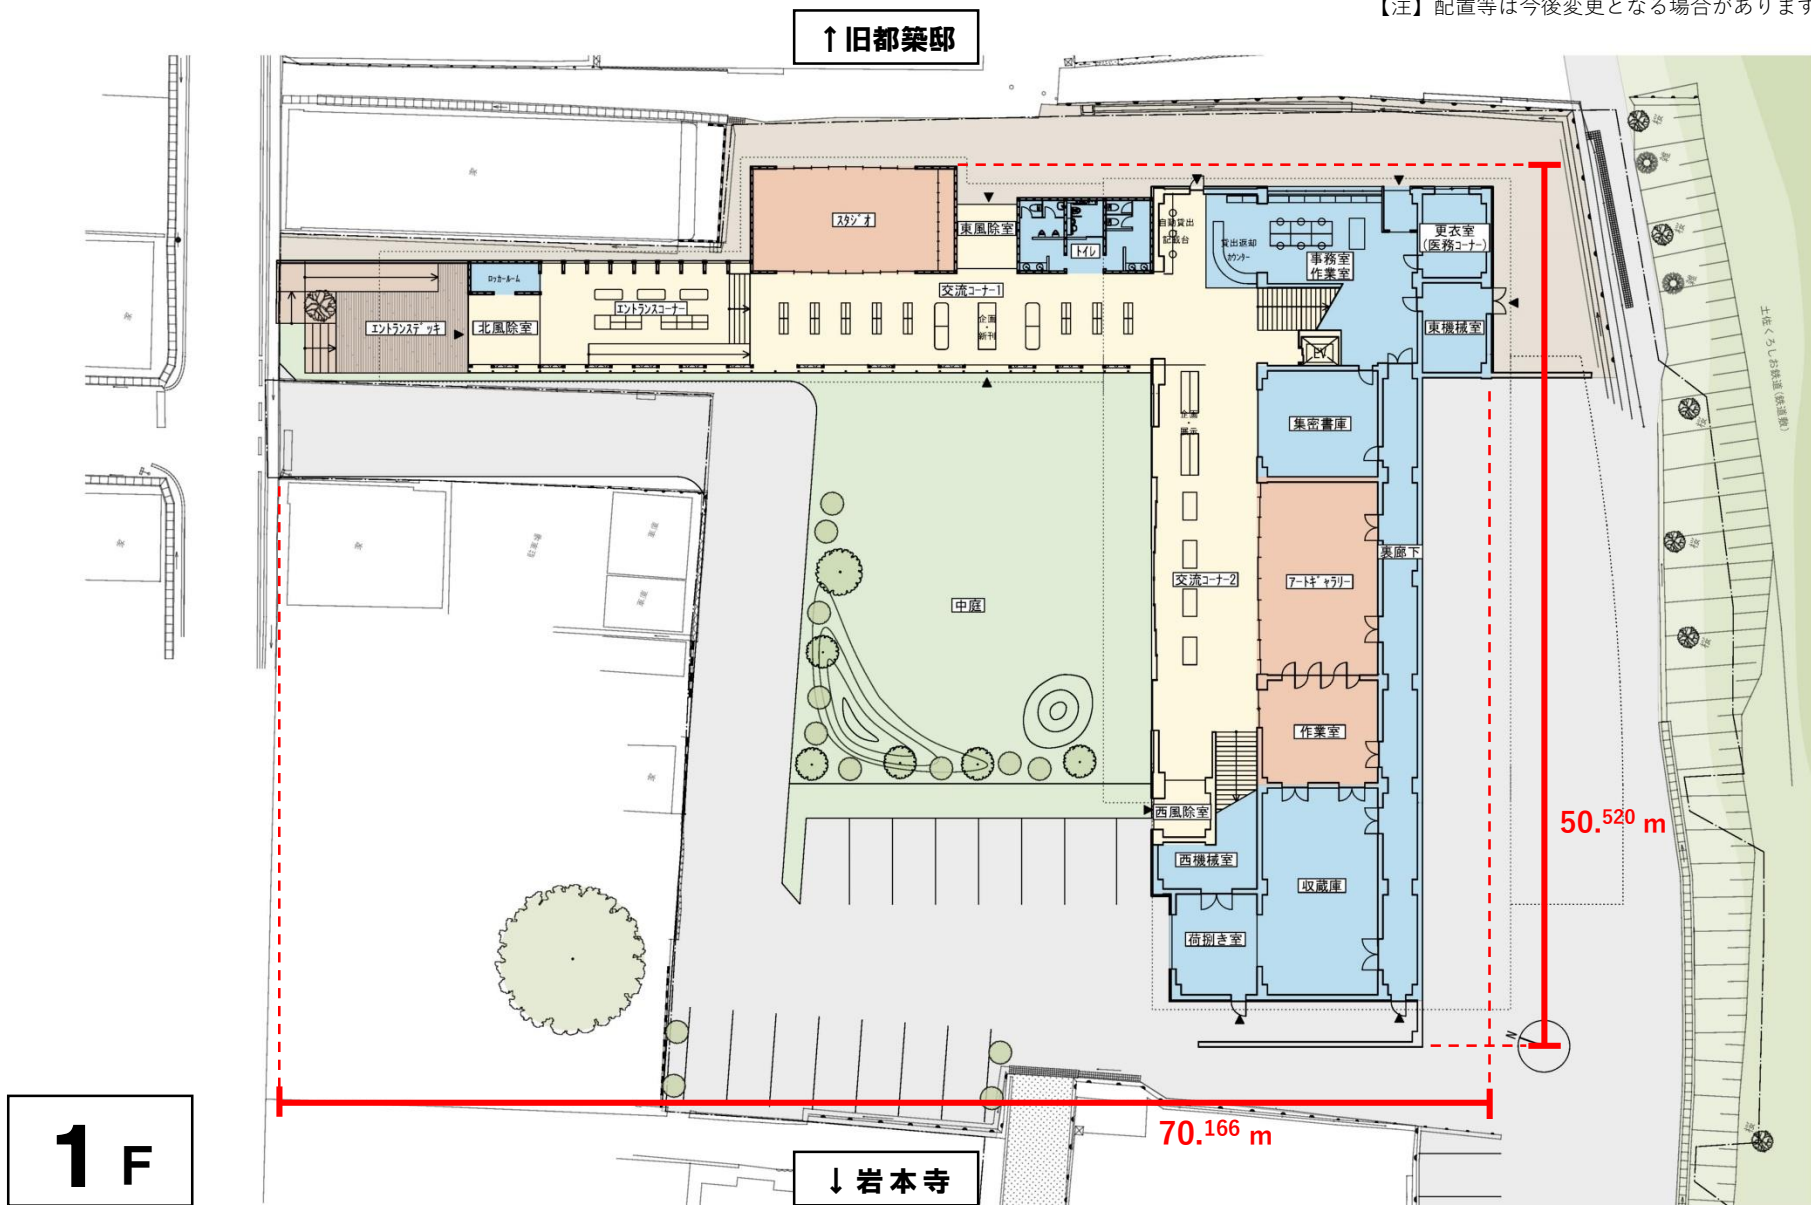 【注】配置等は今後変更となる場合があります
↑旧都築邸
スタジオ
東風除室
トイレ
自動貸出
記載台
貸出返却
カウンター
事務室
作業室
更衣室
(医務コーナー)
東機械室
ロッカールーム
エントランスデッキ
北風除室
エントランスコーナー
交流コーナー1
企画
・
新刊
EV
集密書庫
企画
・
展示
裏廊下
アートギャラリー
交流コーナー2
中庭
作業室
西風除室
西機械室
収蔵庫
荷捌き室
土佐くろしお鉄道(鉄道敷)
駐車場
桜
桜
桜
桜
桜
桜
50.520 m
N
70.166 m
1 F
↓岩本寺